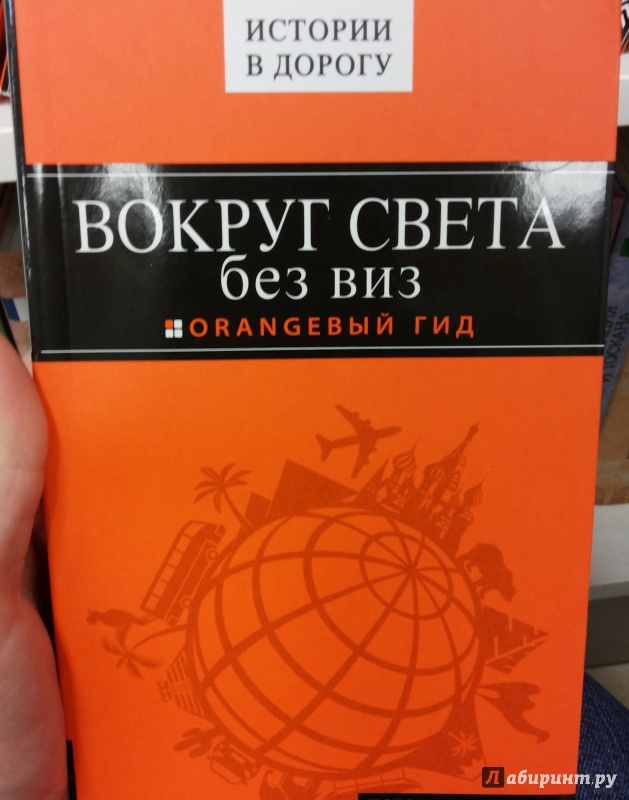 ИСТОРИИ
В ДОРОГУ
ВОКРУГ СВЕТА
без виз
ORANGEВЫЙ ГИД
Лабиринт.ру